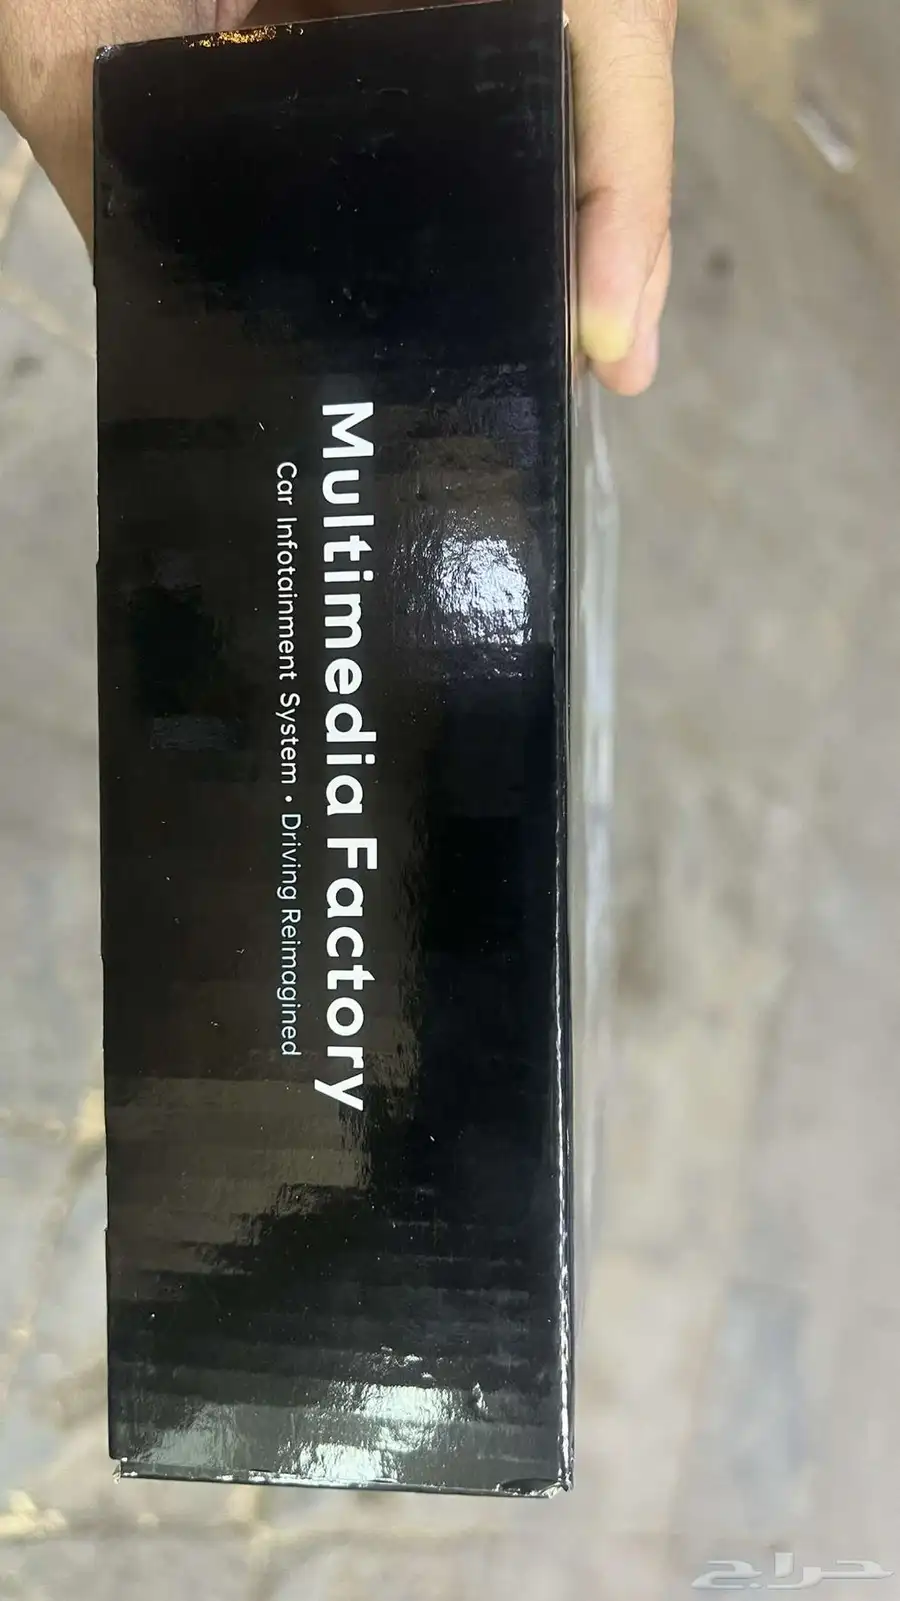 Multimedia Factory
Car Infotainment System • Driving Reimagined
حراج